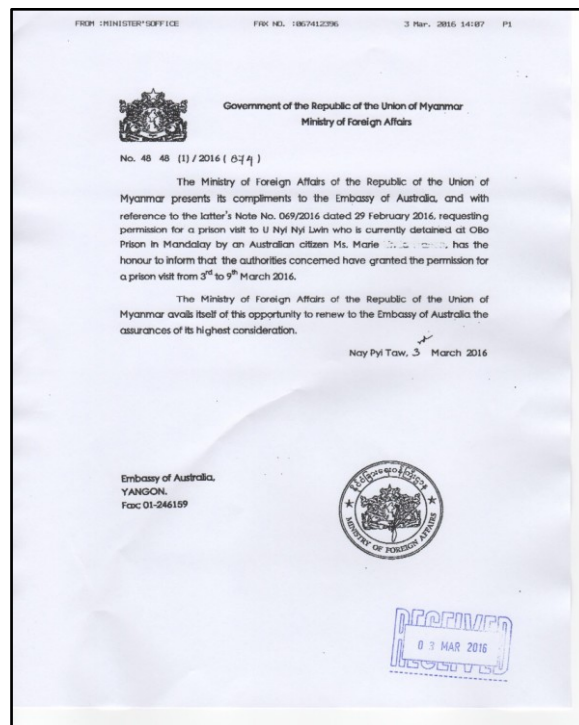 FROM :MINISTER'SOFFICE FAX NO. :067412396 3 Mar. 2016 14:07 P1
Government of the Republic of the Union of Myanmar
Ministry of Foreign Affairs
No. 48 48 (1) / 2016 ( 879 )
The Ministry of Foreign Affairs of the Republic of the Union of
Myanmar presents its compliments to the Embassy of Australia, and with
reference to the latter's Note No. 069/2016 dated 29 February 2016, requesting
permission for a prison visit to U Nyi Nyi Lwin who is currently detained at OBo
Prison in Mandalay by an Australian citizen Ms. Marie , has the
honour to inform that the authorities concerned have granted the permission for
a prison visit from 3rd to 9th March 2016.
The Ministry of Foreign Affairs of the Republic of the Union of
Myanmar avails itself of this opportunity to renew to the Embassy of Australia the
assurances of its highest consideration.
Nay Pyi Taw, 3rd March 2016
Embassy of Australia,
YANGON.
Fax: 01-246159
MINISTRY OF FOREIGN AFFAIRS
RECEIVED
0 3 MAR 2016
RECEIVED